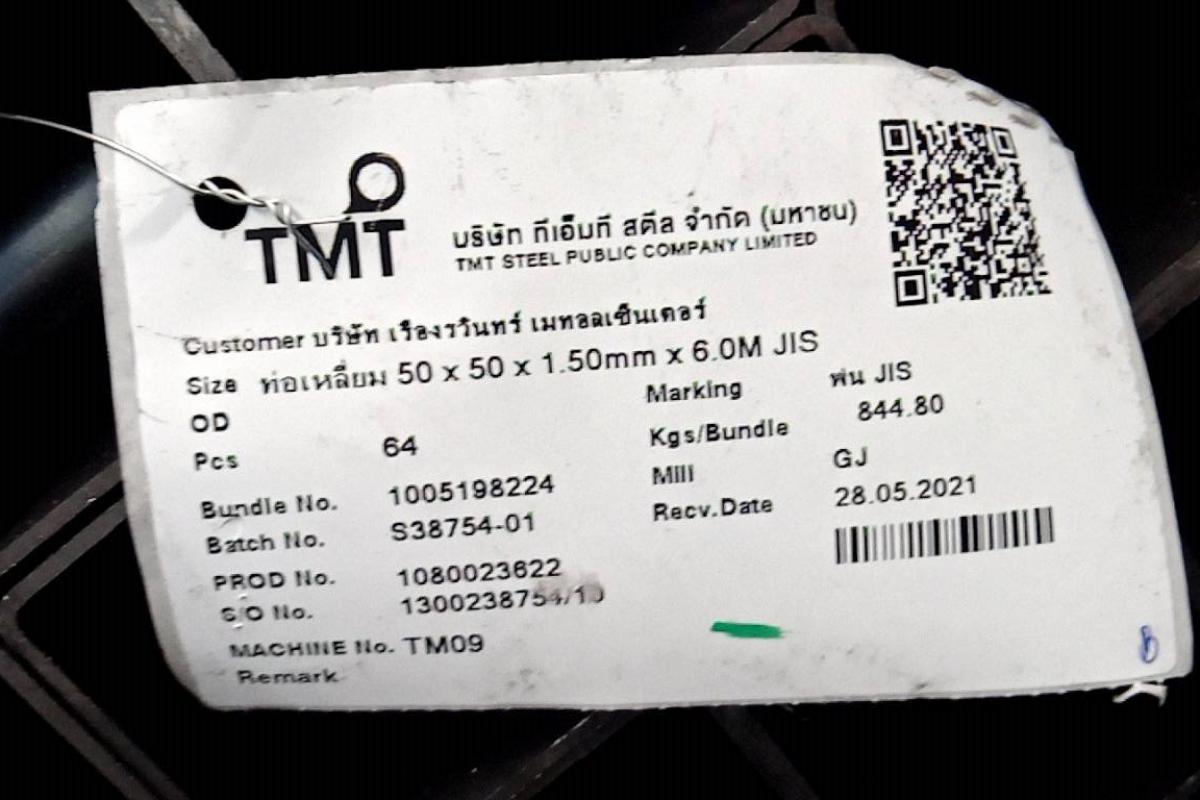 TMT
บริษัท ทีเอ็มที สตีล จำกัด (มหาชน)
TMT STEEL PUBLIC COMPANY LIMITED
Customer บริษัท เรืองรวินทร์ เมทอลเซ็นเตอร์
Size ท่อเหลี่ยม 50 x 50 x 1.50mm x 6.0M JIS
OD Marking พ่น JIS
Pcs 64 Kgs/Bundle 844.80
Mill GJ
Bundle No. 1005198224 Recv.Date 28.05.2021
Batch No. S38754-01
PROD No. 1080023622
S/O No. 1300238754/10
MACHINE No. TM09
Remark